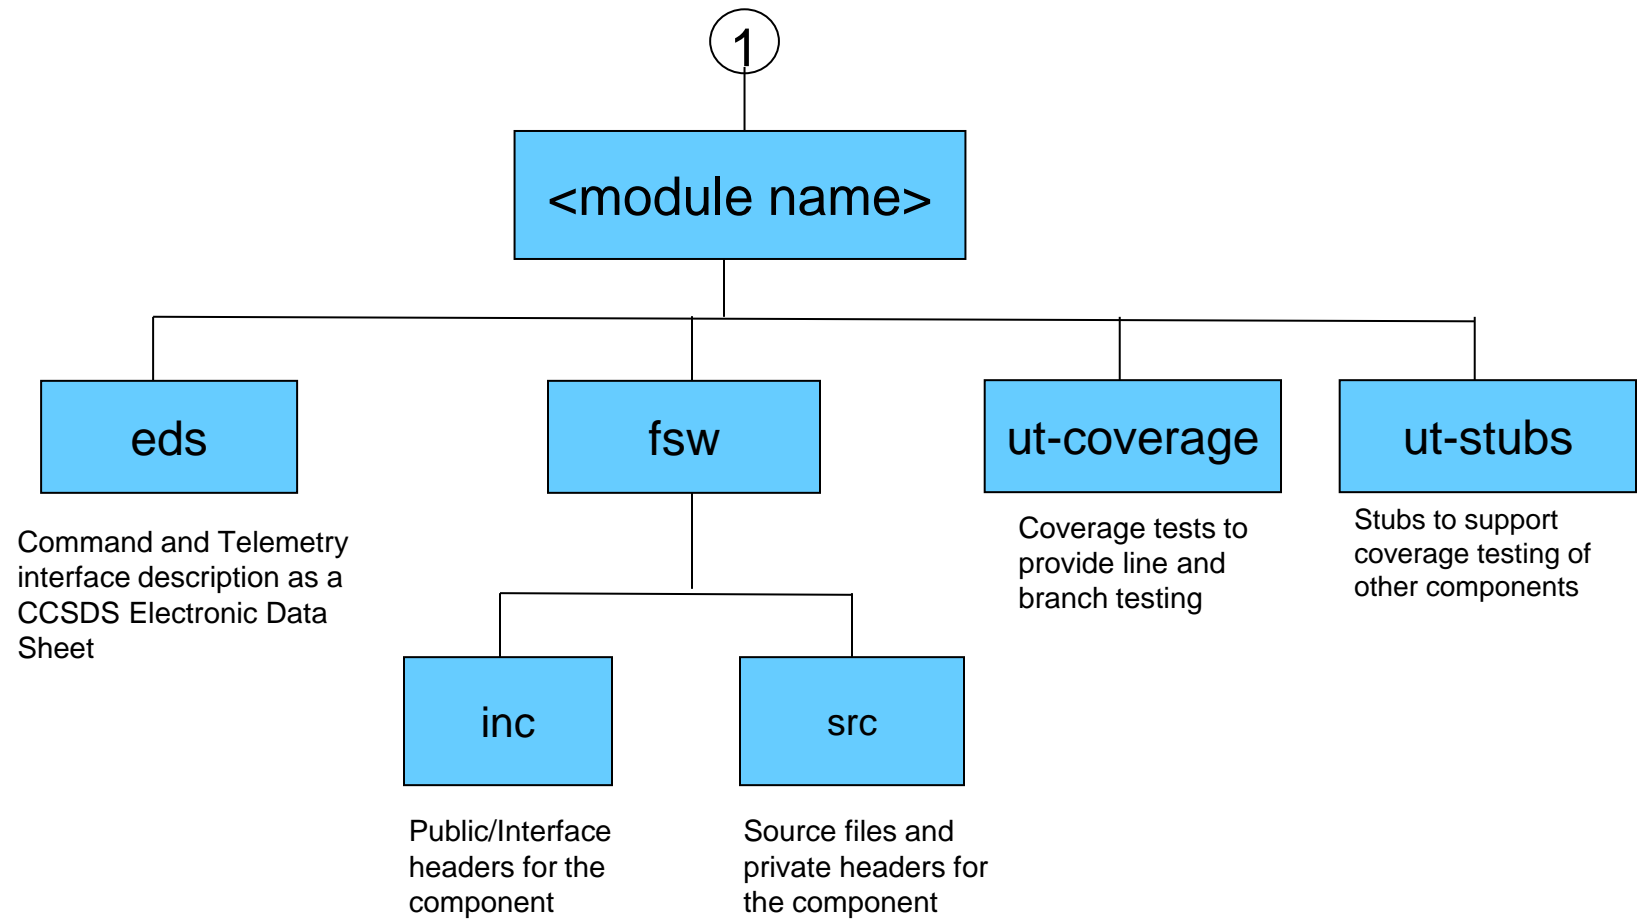 1
<module name>
eds
fsw
ut-coverage
ut-stubs
Command and Telemetry
interface description as a
CCSDS Electronic Data
Sheet
Coverage tests to
provide line and
branch testing
Stubs to support
coverage testing of
other components
inc
src
Public/Interface
headers for the
component
Source files and
private headers for
the component